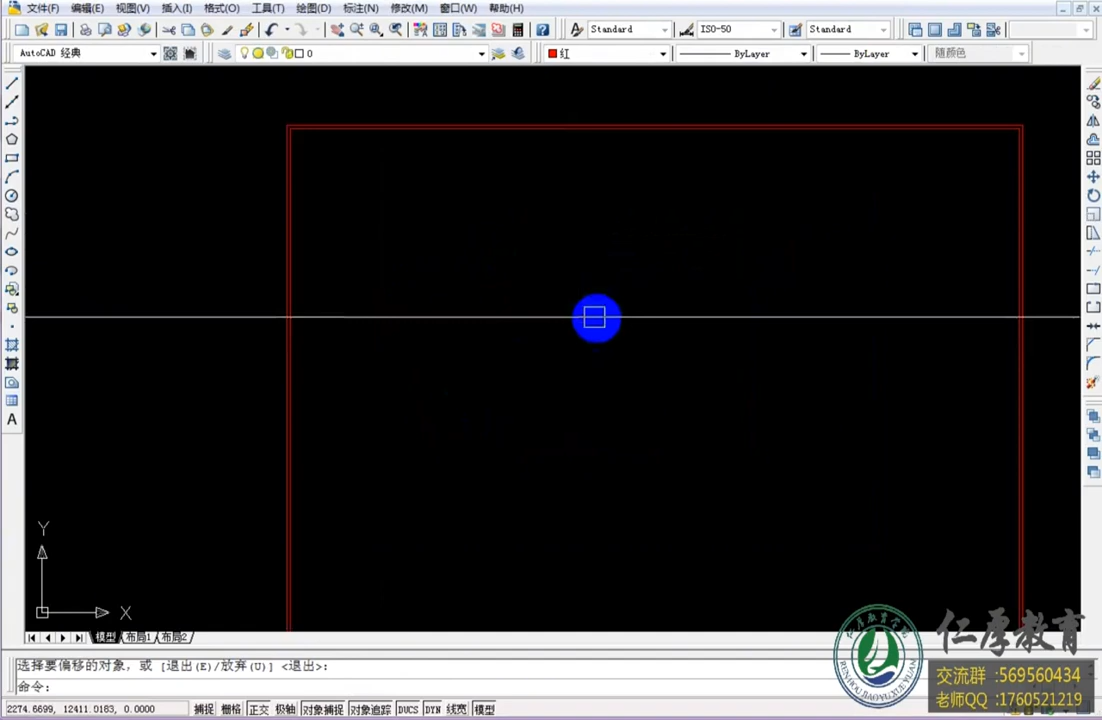 文件(F) 编辑(E) 视图(V) 插入(I) 格式(O) 工具(T) 绘图(D) 标注(N) 修改(M) 窗口(W) 帮助(H)
Standard ISO-50 Standard
AutoCAD 经典 0 红 ByLayer ByLayer 随颜色
A
Y
X
模型 布局1 布局2
选择要偏移的对象，或 [退出(E)/放弃(U)] <退出>:
命令:
2274.6699, 12411.0183, 0.0000 捕捉 栅格 正交 极轴 对象捕捉 对象追踪 DUCS DYN 线宽 模型
仁厚教育
交流群 :569560434
老师QQ :1760521219